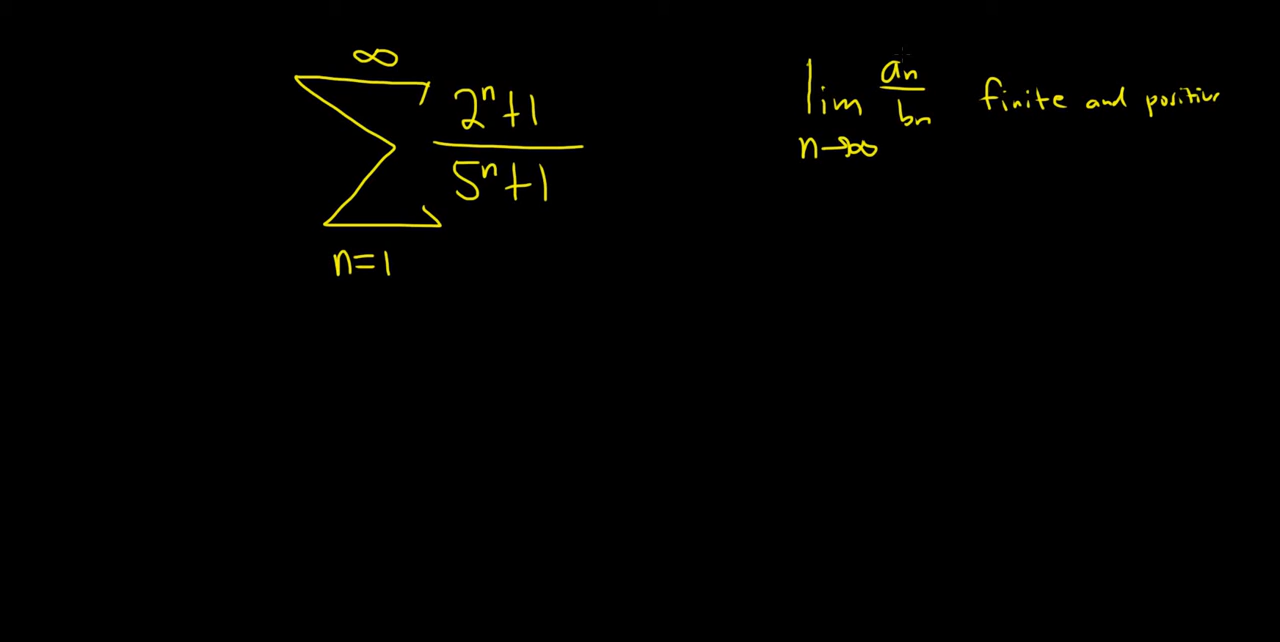 ∞
∑ (2^n+1)/(5^n+1)
n=1
lim a_n/b_n finite and positive
n→∞